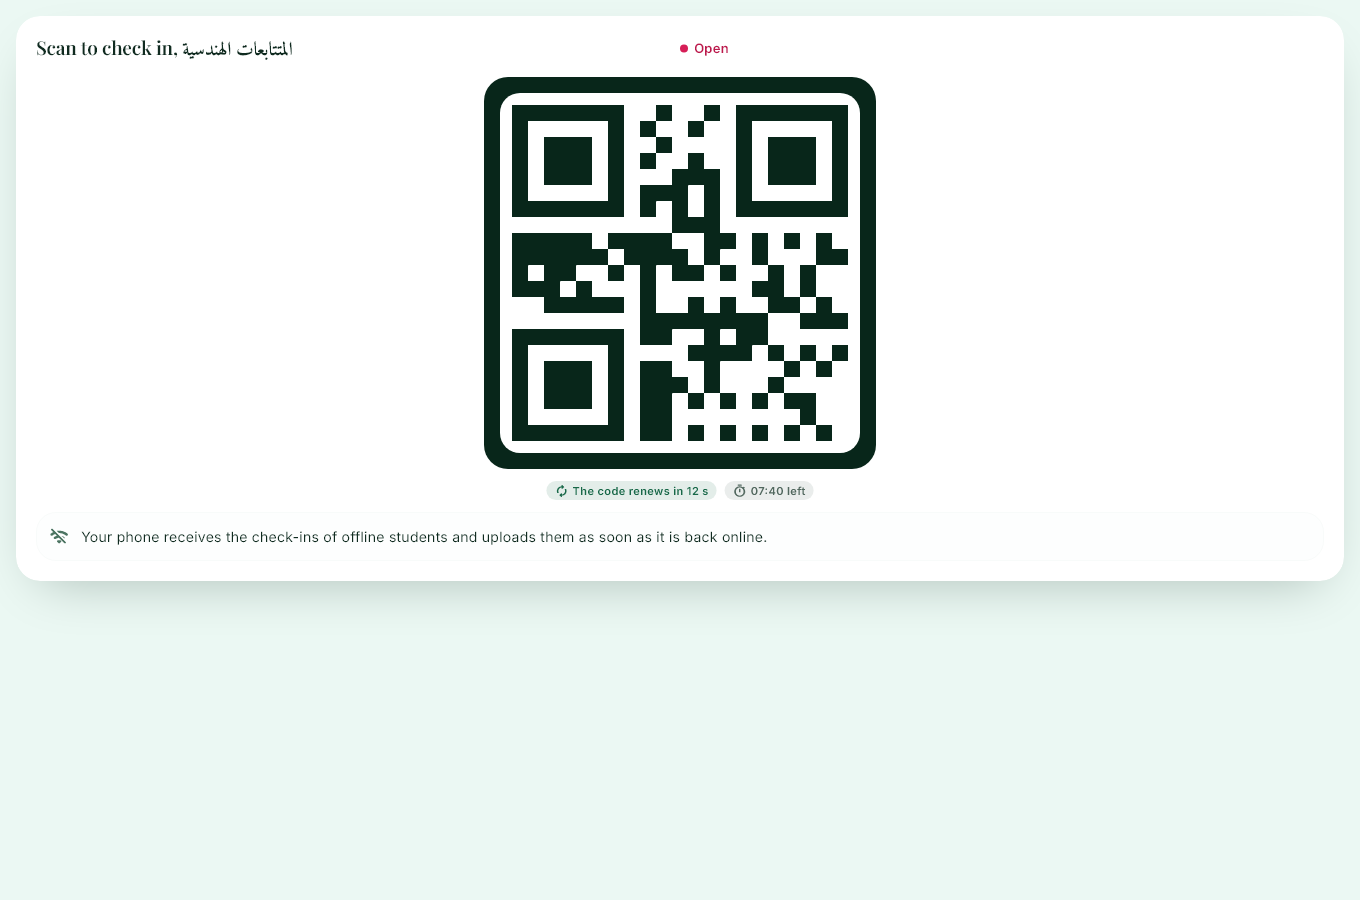 Scan to check in, المتتابعات الهندسية
Open
The code renews in 12 s
07:40 left
Your phone receives the check-ins of offline students and uploads them as soon as it is back online.